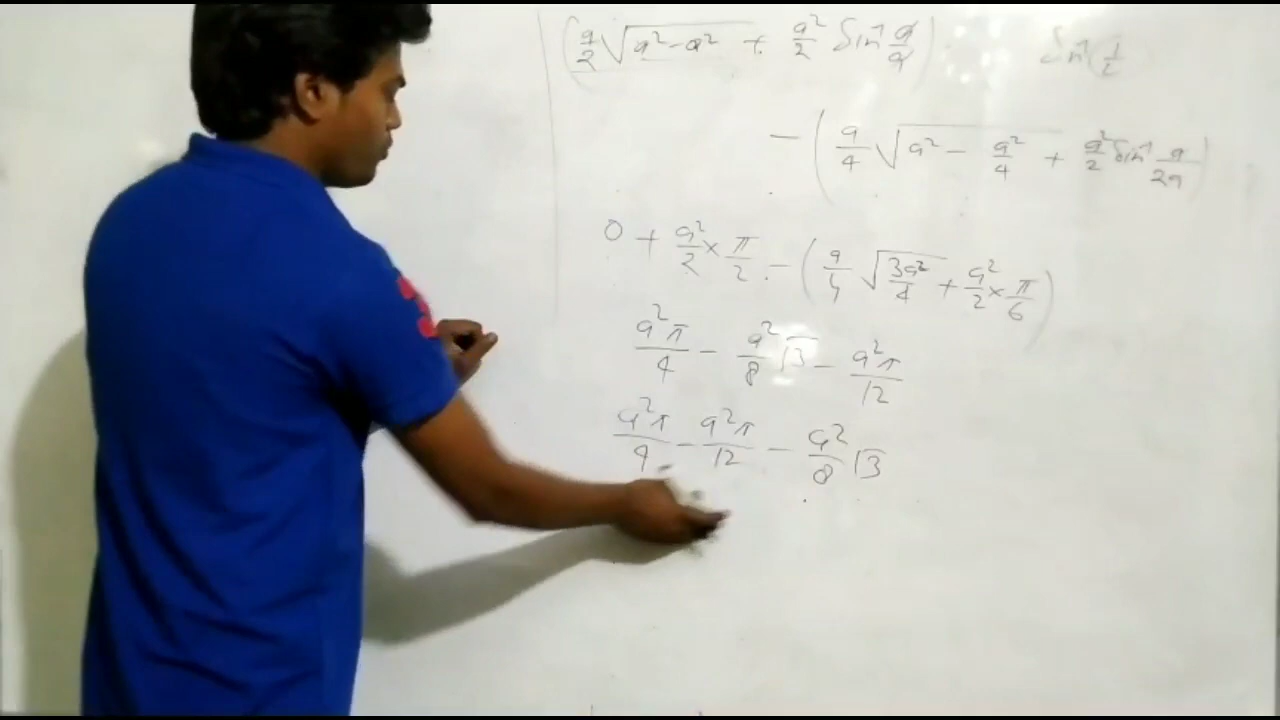 (a/2 √(a² - a²) + a²/2 sin⁻¹ a/a) sin⁻¹(1/2
- (a/4 √(a² - a²/4) + a²/2 sin⁻¹ a/2a)
0 + a²/2 × π/2 - (a/4 √(3a²/4) + a²/2 × π/6)
a²π/4 - a²/8 √3 - a²π/12
a²π/4 - a²π/12 - a²/8 √3